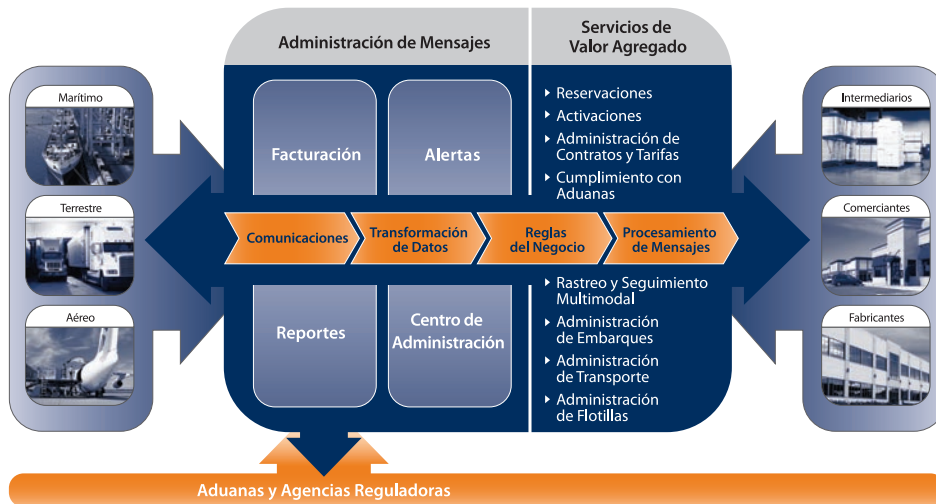 Administración de Mensajes
Servicios de
Valor Agregado
Marítimo
Terrestre
Aéreo
Facturación
Alertas
Reservaciones
Activaciones
Administración de
Contratos y Tarifas
Cumplimiento con
Aduanas
Comunicaciones
Transformación
de Datos
Reglas
del Negocio
Procesamiento
de Mensajes
Reportes
Centro de
Administración
Rastreo y Seguimiento
Multimodal
Administración
de Embarques
Administración
de Transporte
Administración
de Flotillas
Intermediarios
Comerciantes
Fabricantes
Aduanas y Agencias Reguladoras